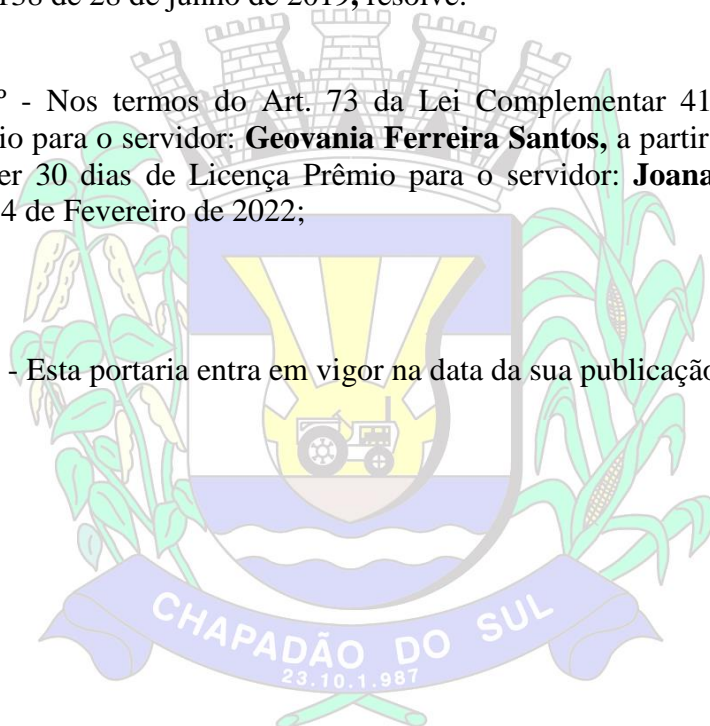 138 de 28 de junho de 2019, resolve:
º - Nos termos do Art. 73 da Lei Complementar 41
io para o servidor: Geovania Ferreira Santos, a partir
er 30 dias de Licença Prêmio para o servidor: Joana
4 de Fevereiro de 2022;
- Esta portaria entra em vigor na data da sua publicação
CHAPADÃO DO SUL
23.10.1.987